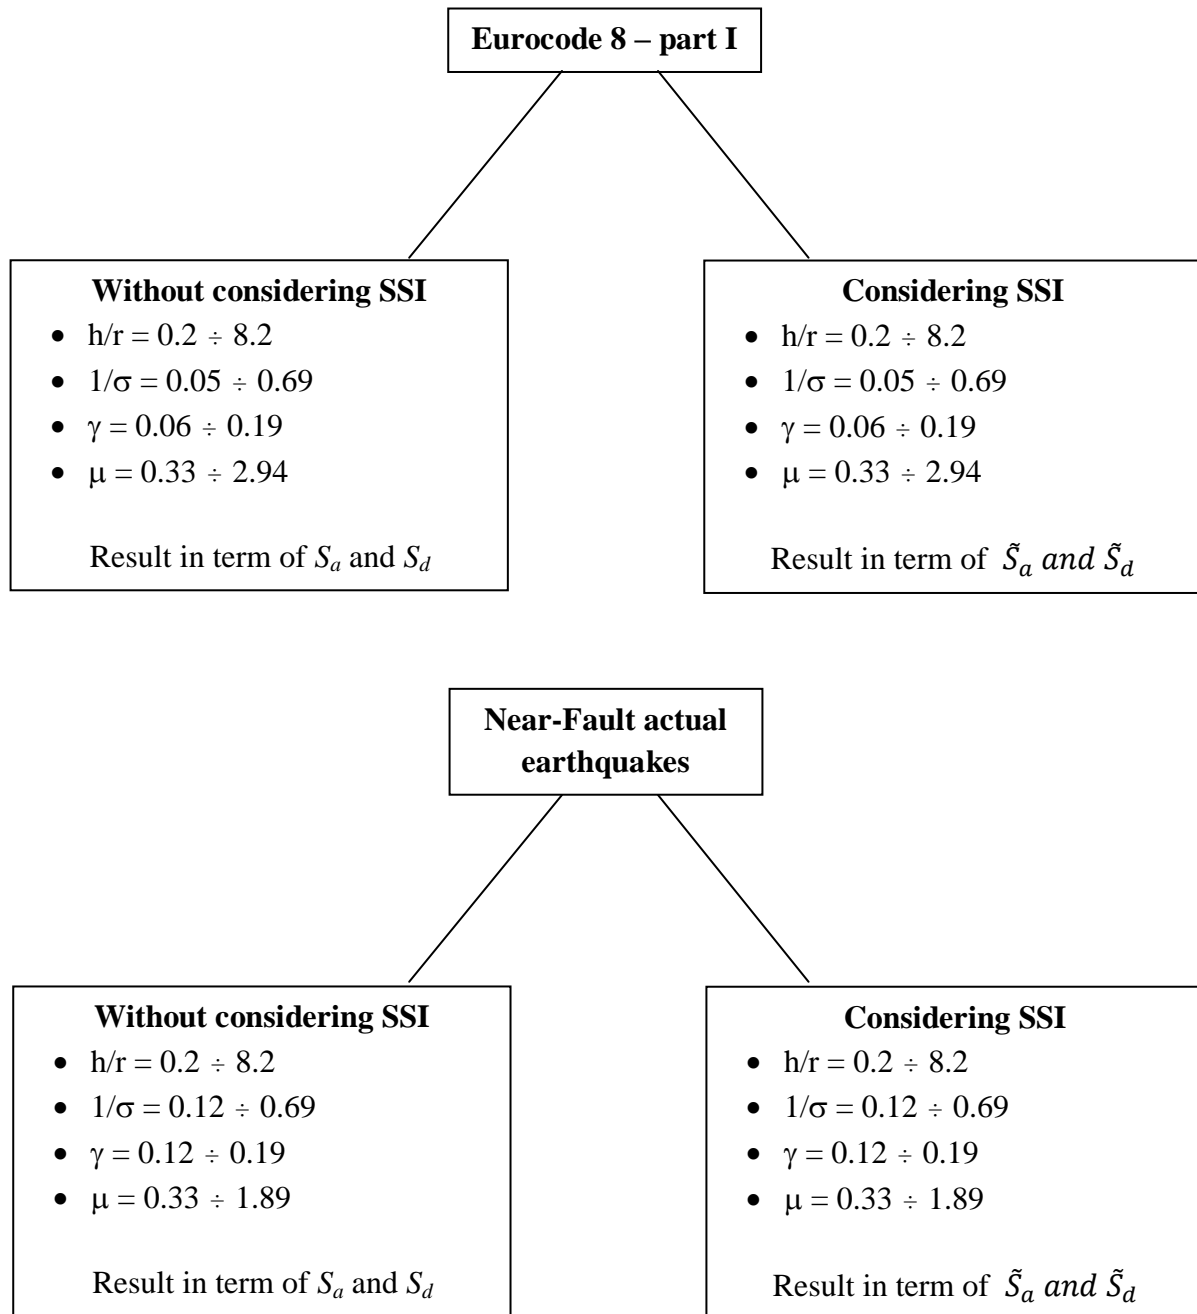 Eurocode 8 – part I
Without considering SSI
• h/r = 0.2 ÷ 8.2
• 1/σ = 0.05 ÷ 0.69
• γ = 0.06 ÷ 0.19
• μ = 0.33 ÷ 2.94
Result in term of Sₐ and S_d
Considering SSI
• h/r = 0.2 ÷ 8.2
• 1/σ = 0.05 ÷ 0.69
• γ = 0.06 ÷ 0.19
• μ = 0.33 ÷ 2.94
Result in term of S̃ₐ and S̃_d
Near-Fault actual
earthquakes
Without considering SSI
• h/r = 0.2 ÷ 8.2
• 1/σ = 0.12 ÷ 0.69
• γ = 0.12 ÷ 0.19
• μ = 0.33 ÷ 1.89
Result in term of Sₐ and S_d
Considering SSI
• h/r = 0.2 ÷ 8.2
• 1/σ = 0.12 ÷ 0.69
• γ = 0.12 ÷ 0.19
• μ = 0.33 ÷ 1.89
Result in term of S̃ₐ and S̃_d